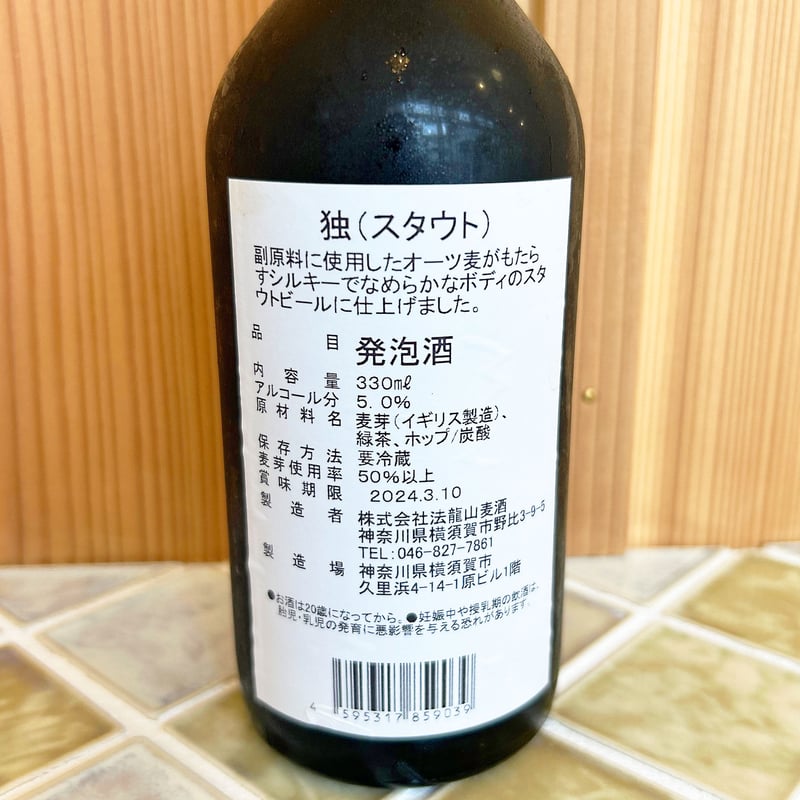 独(スタウト)
副原料に使用したオーツ麦がもたら
すシルキーでなめらかなボディのスタ
ウトビールに仕上げました。
品目 発泡酒
内容量 330㎖
アルコール分 5.0%
原材料名 麦芽(イギリス製造)、
緑茶、ホップ/炭酸
保存方法 要冷蔵
麦芽使用率 50%以上
賞味期限 2024.3.10
製造者 株式会社法龍山麦酒
神奈川県横須賀市野比3-9-5
TEL:046-827-7861
製造場 神奈川県横須賀市
久里浜4-14-1原ビル1階
●お酒は20歳になってから。●妊娠中や授乳期の飲酒は、
胎児・乳児の発育に悪影響を与える恐れがあります。
4 595317 859039